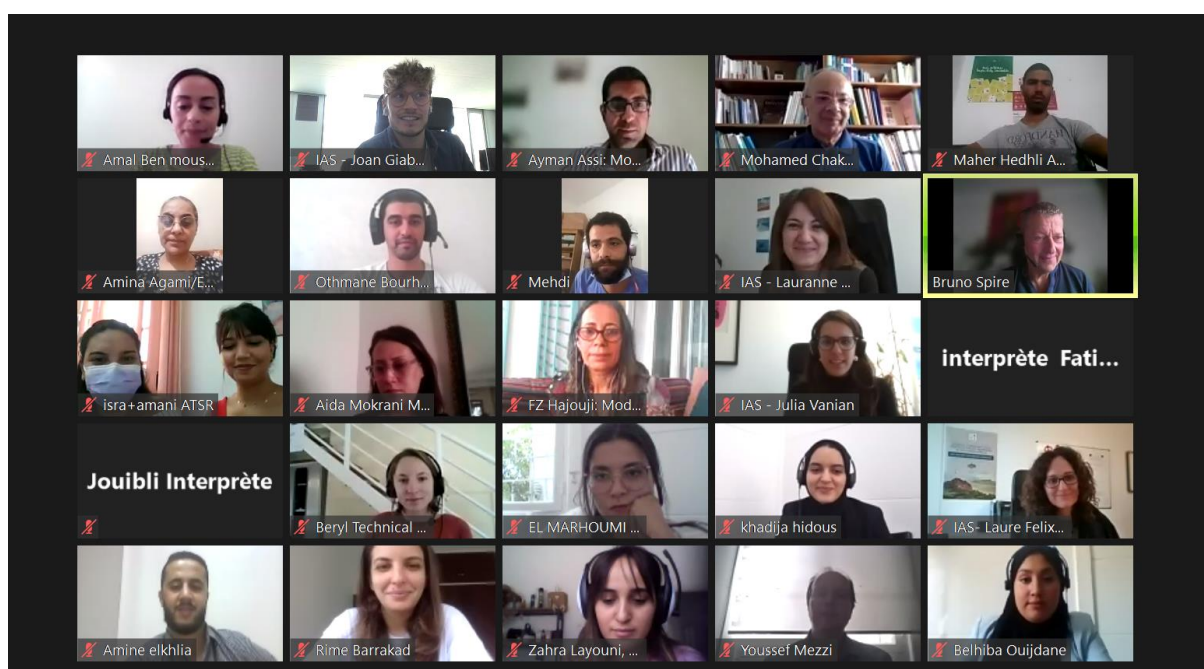 Amal Ben mous...
IAS - Joan Giab...
Ayman Assi: Mo...
Mohamed Chak...
Maher Hedhli A...
Amina Agami/E...
Othmane Bourh...
Mehdi
IAS - Lauranne ...
Bruno Spire
isra+amani ATSR
Aida Mokrani M...
FZ Hajouji: Mod...
IAS - Julia Vanian
interprète Fati...
Jouibli Interprète
Beryl Technical ...
EL MARHOUMI ...
khadija hidous
IAS- Laure Felix...
Amine elkhlia
Rime Barrakad
Zahra Layouni, ...
Youssef Mezzi
Belhiba Ouijdane